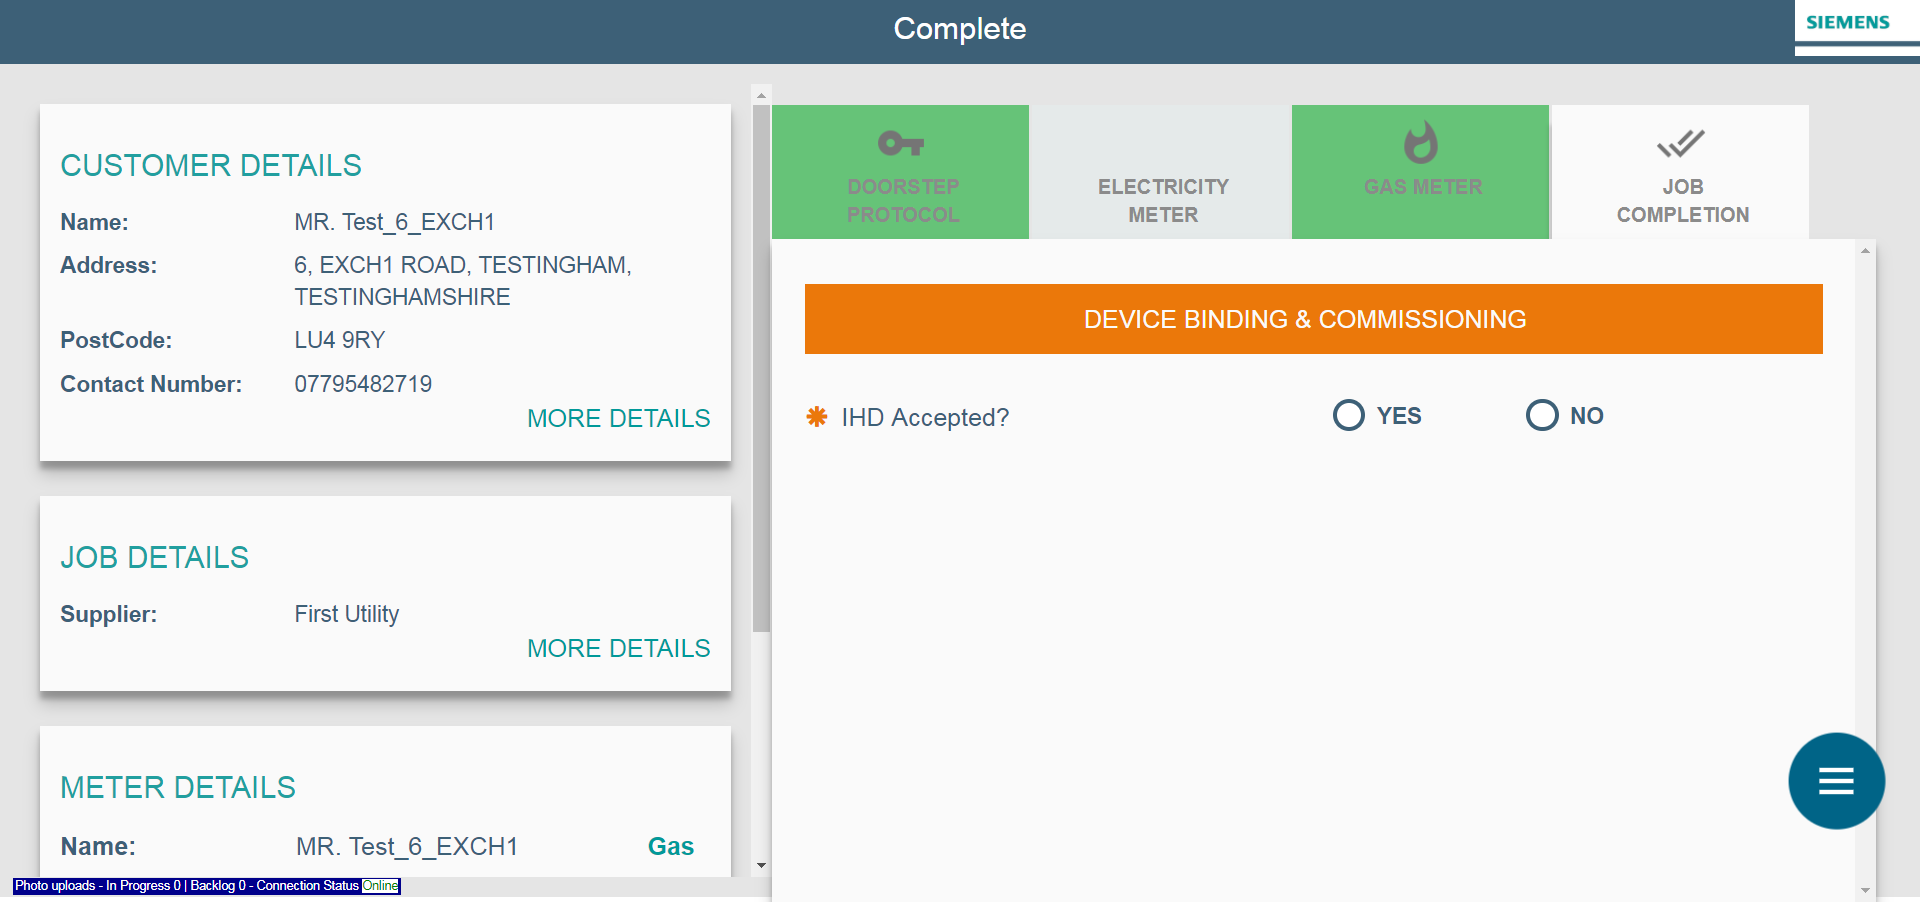 Complete
SIEMENS
CUSTOMER DETAILS
Name: MR. Test_6_EXCH1
Address: 6, EXCH1 ROAD, TESTINGHAM,
TESTINGHAMSHIRE
PostCode: LU4 9RY
Contact Number: 07795482719
MORE DETAILS
JOB DETAILS
Supplier: First Utility
MORE DETAILS
METER DETAILS
Name: MR. Test_6_EXCH1 Gas
Photo uploads - In Progress 0 | Backlog 0 - Connection Status Online
DOORSTEP
PROTOCOL
ELECTRICITY
METER
GAS METER
JOB
COMPLETION
DEVICE BINDING & COMMISSIONING
✱ IHD Accepted? YES NO